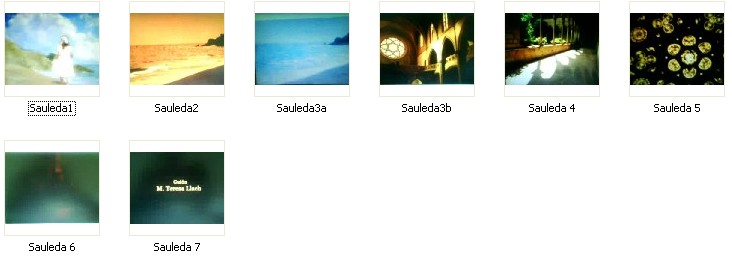 Sauleda1
Sauleda2
Sauleda3a
Sauleda3b
Sauleda 4
Sauleda 5
Guión
M. Teresa Llach
Sauleda 6
Sauleda 7